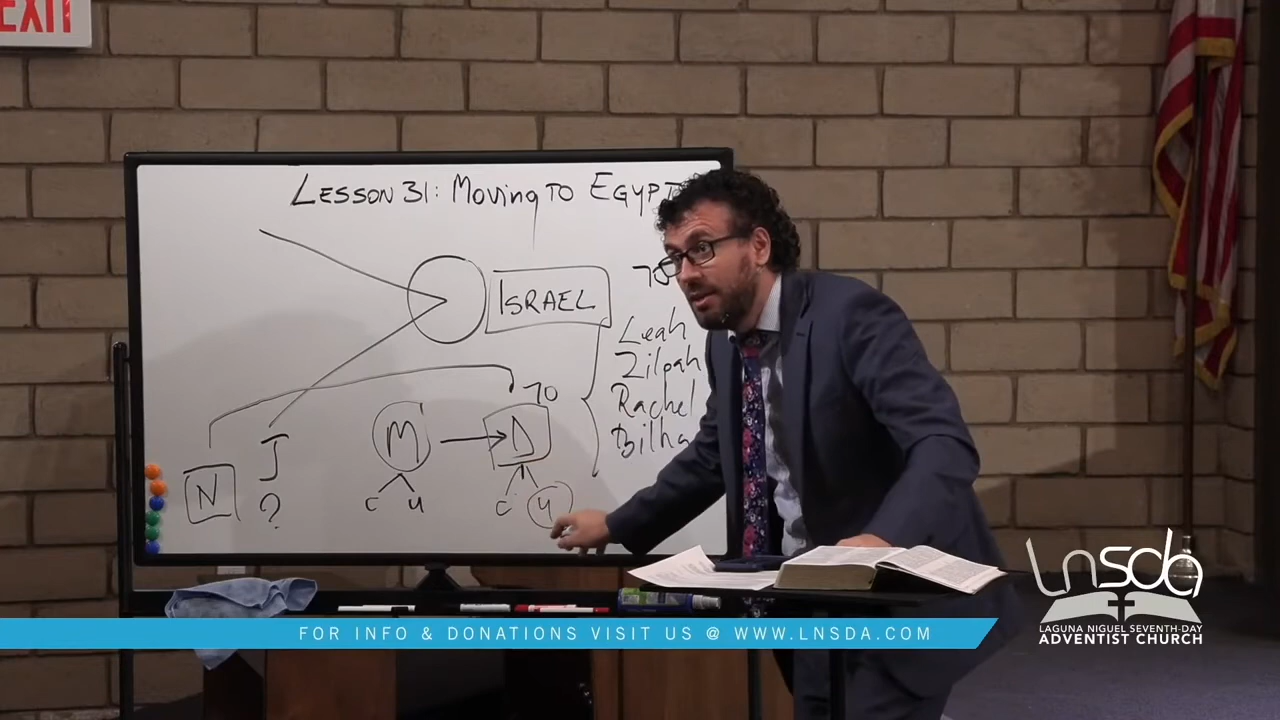 EXIT
LESSON 31: MOVING TO EGYPT
ISRAEL
70
Leah
Zilpah
Rachel
Bilha
70
N
J
?
M
D
C U
C U
FOR INFO & DONATIONS VISIT US @ WWW.LNSDA.COM
LNSDA
LAGUNA NIGUEL SEVENTH-DAY
ADVENTIST CHURCH